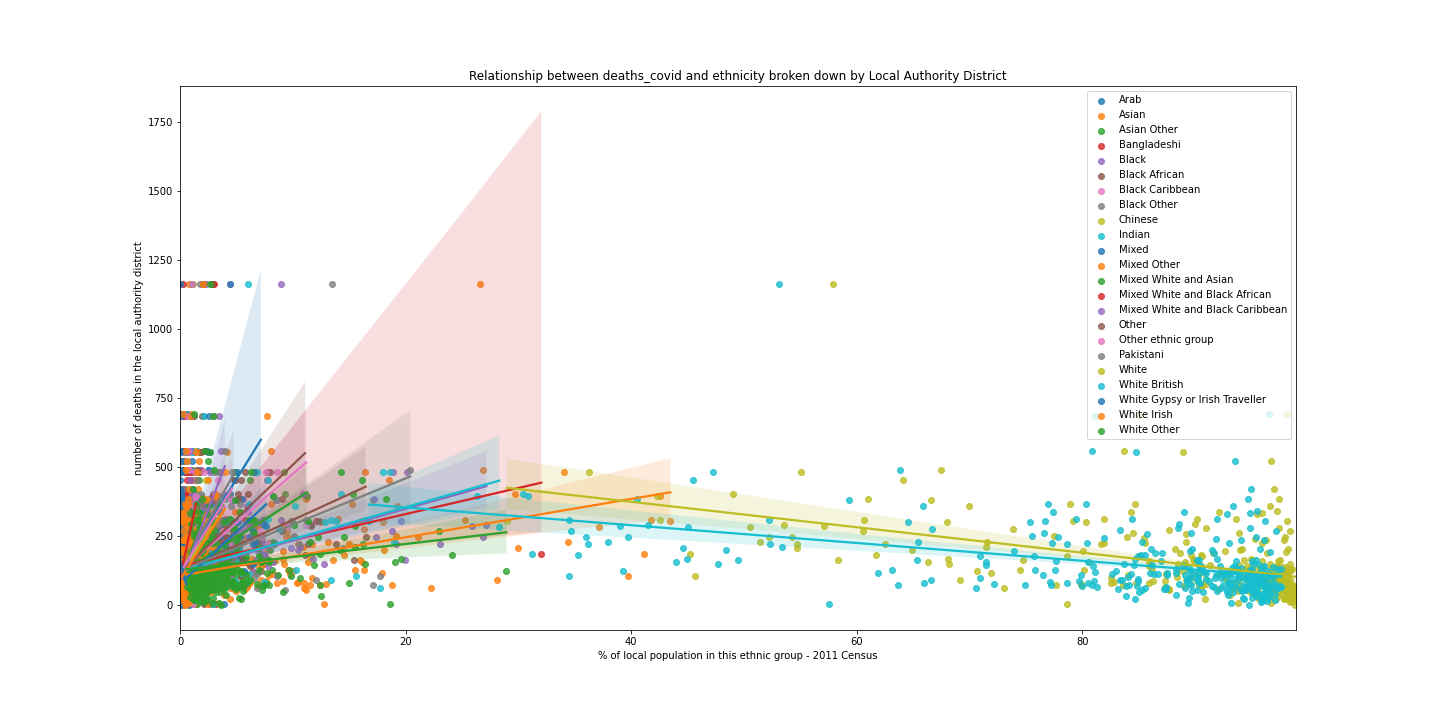 Relationship between deaths_covid and ethnicity broken down by Local Authority District
number of deaths in the local authority district
1750
1500
1250
1000
750
500
250
0
0 20 40 60 80
% of local population in this ethnic group - 2011 Census
Arab
Asian
Asian Other
Bangladeshi
Black
Black African
Black Caribbean
Black Other
Chinese
Indian
Mixed
Mixed Other
Mixed White and Asian
Mixed White and Black African
Mixed White and Black Caribbean
Other
Other ethnic group
Pakistani
White
White British
White Gypsy or Irish Traveller
White Irish
White Other